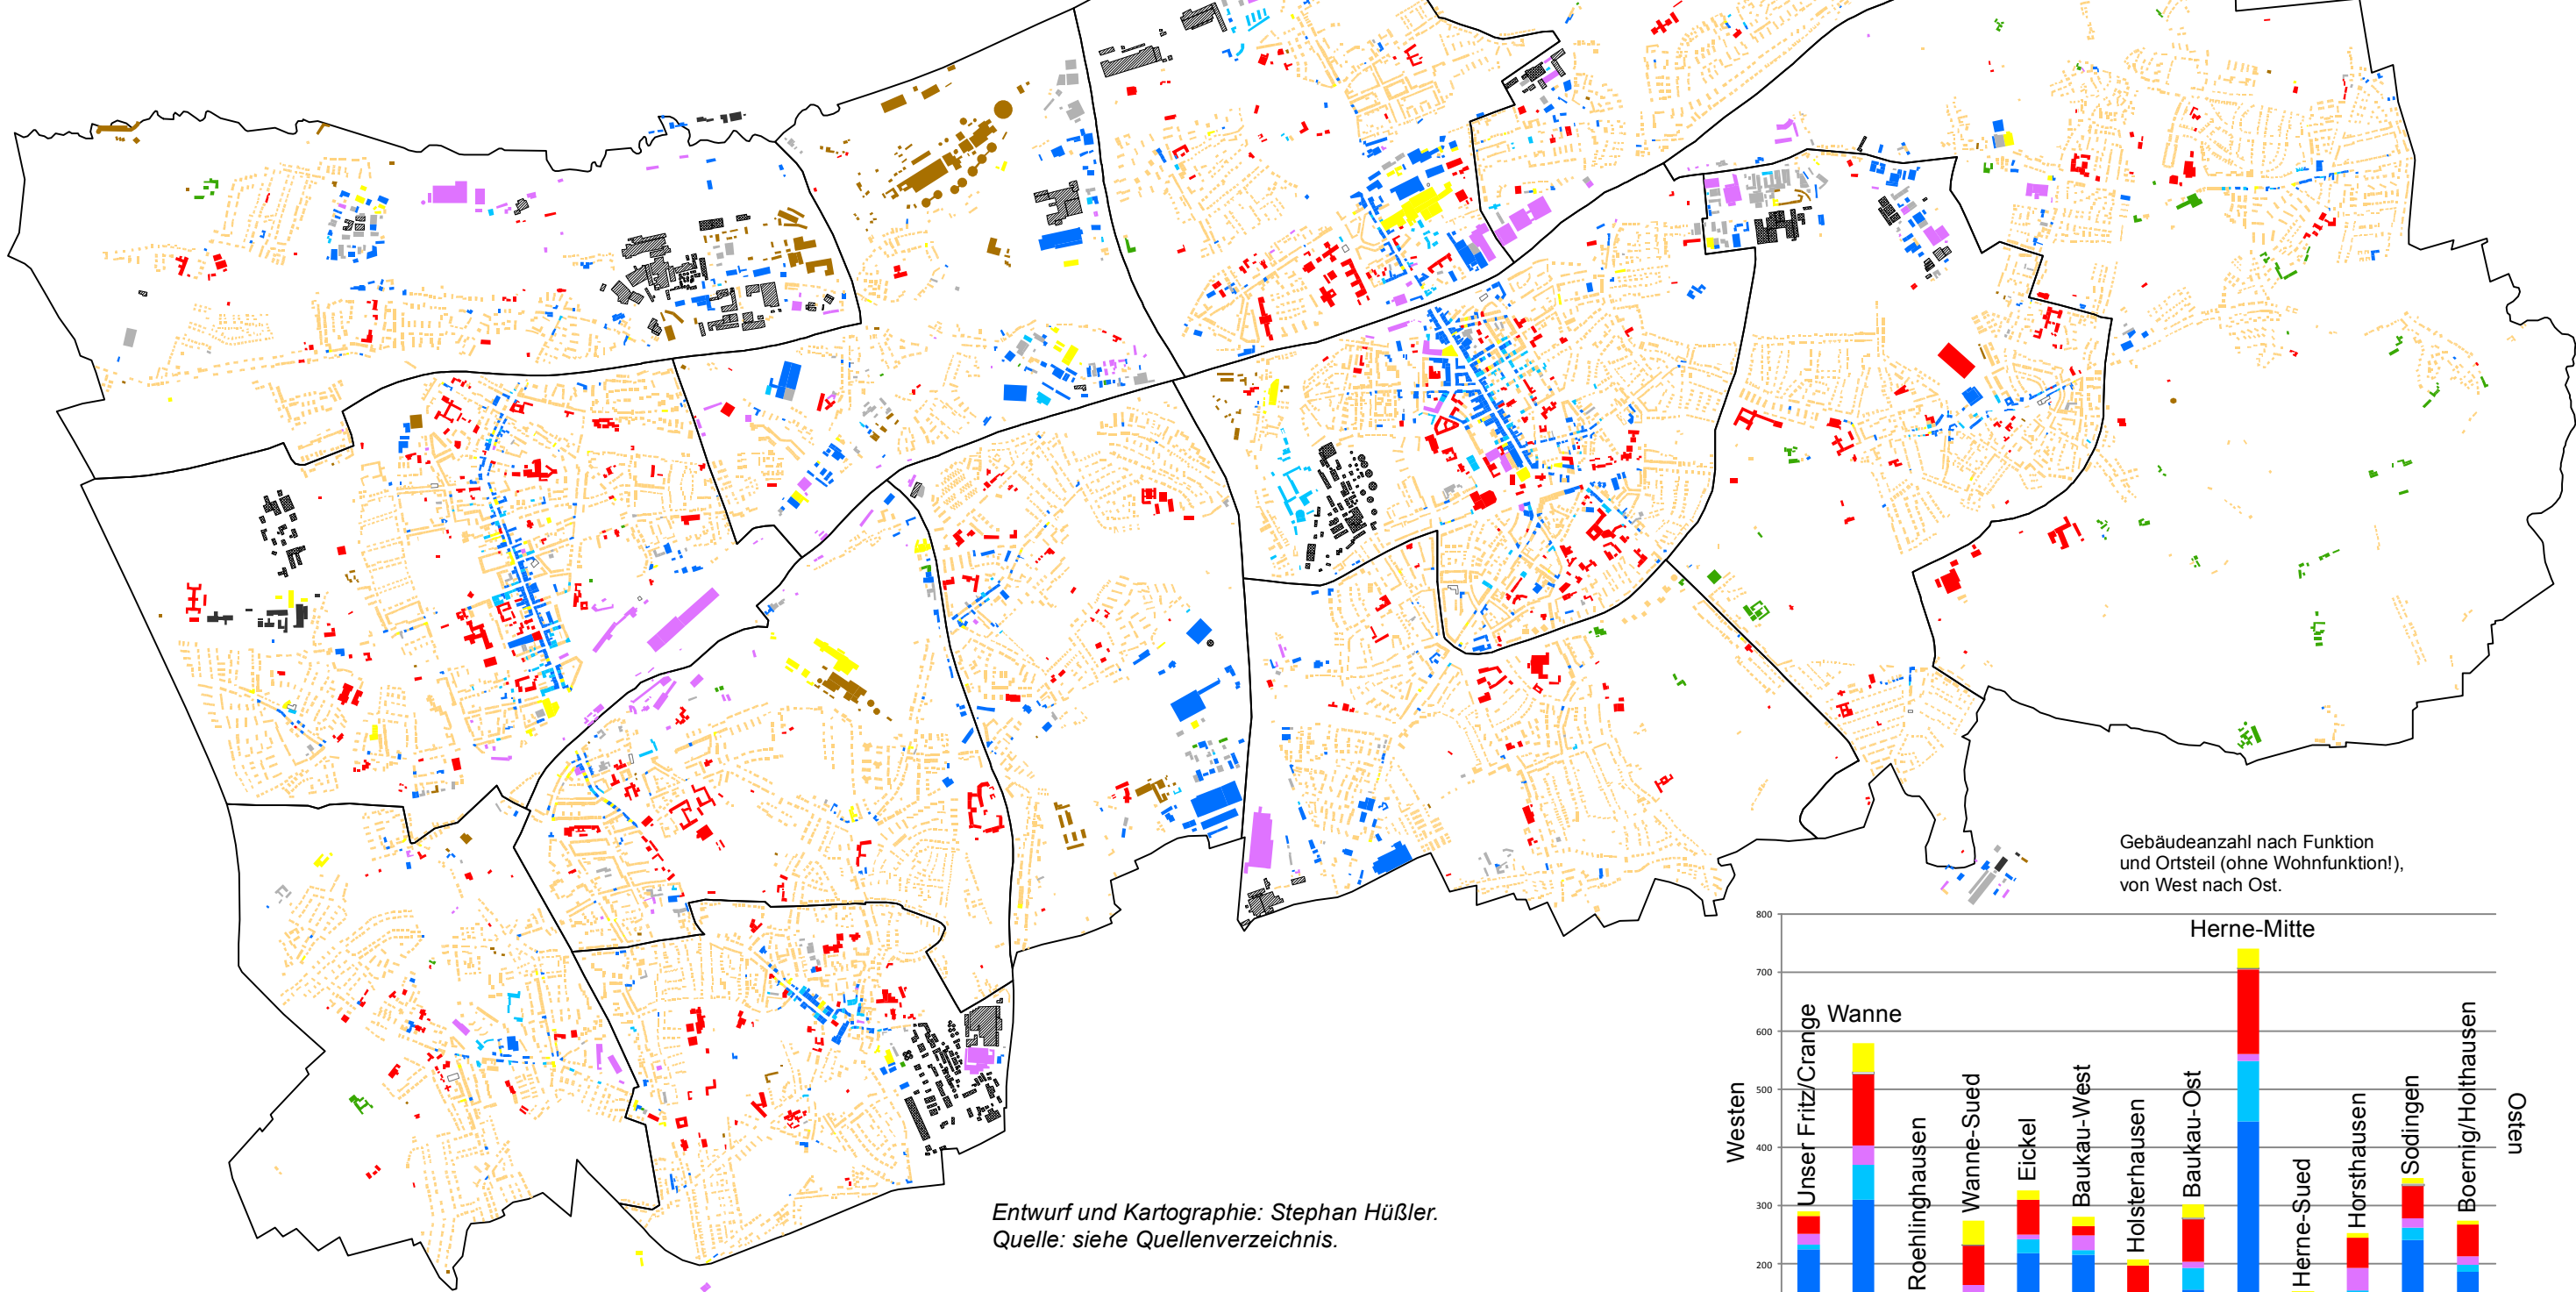 Gebäudeanzahl nach Funktion
und Ortsteil (ohne Wohnfunktion!),
von West nach Ost.
Entwurf und Kartographie: Stephan Hüßler.
Quelle: siehe Quellenverzeichnis.
800
700
600
500
400
300
200
Westen
Unser Fritz/Crange
Wanne
Roehlinghausen
Wanne-Sued
Eickel
Baukau-West
Holsterhausen
Baukau-Ost
Herne-Mitte
Herne-Sued
Horsthausen
Sodingen
Boernig/Holthausen
Osten